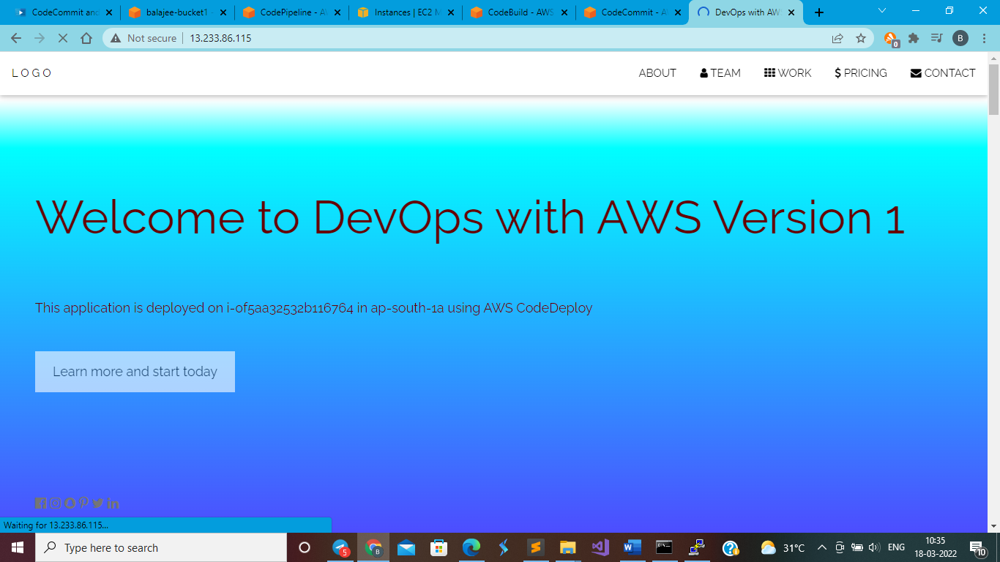 CodeCommit and
balajee-bucket1 -
CodePipeline - A
Instances | EC2 M
CodeBuild - AWS
CodeCommit - A
DevOps with AW
Not secure
13.233.86.115
0
B
LOGO
ABOUT
TEAM
WORK
$ PRICING
CONTACT
Welcome to DevOps with AWS Version 1
This application is deployed on i-0f5aa32532b116764 in ap-south-1a using AWS CodeDeploy
Learn more and start today
Waiting for 13.233.86.115...
Type here to search
5
B
31°C
ENG
10:35
18-03-2022
10